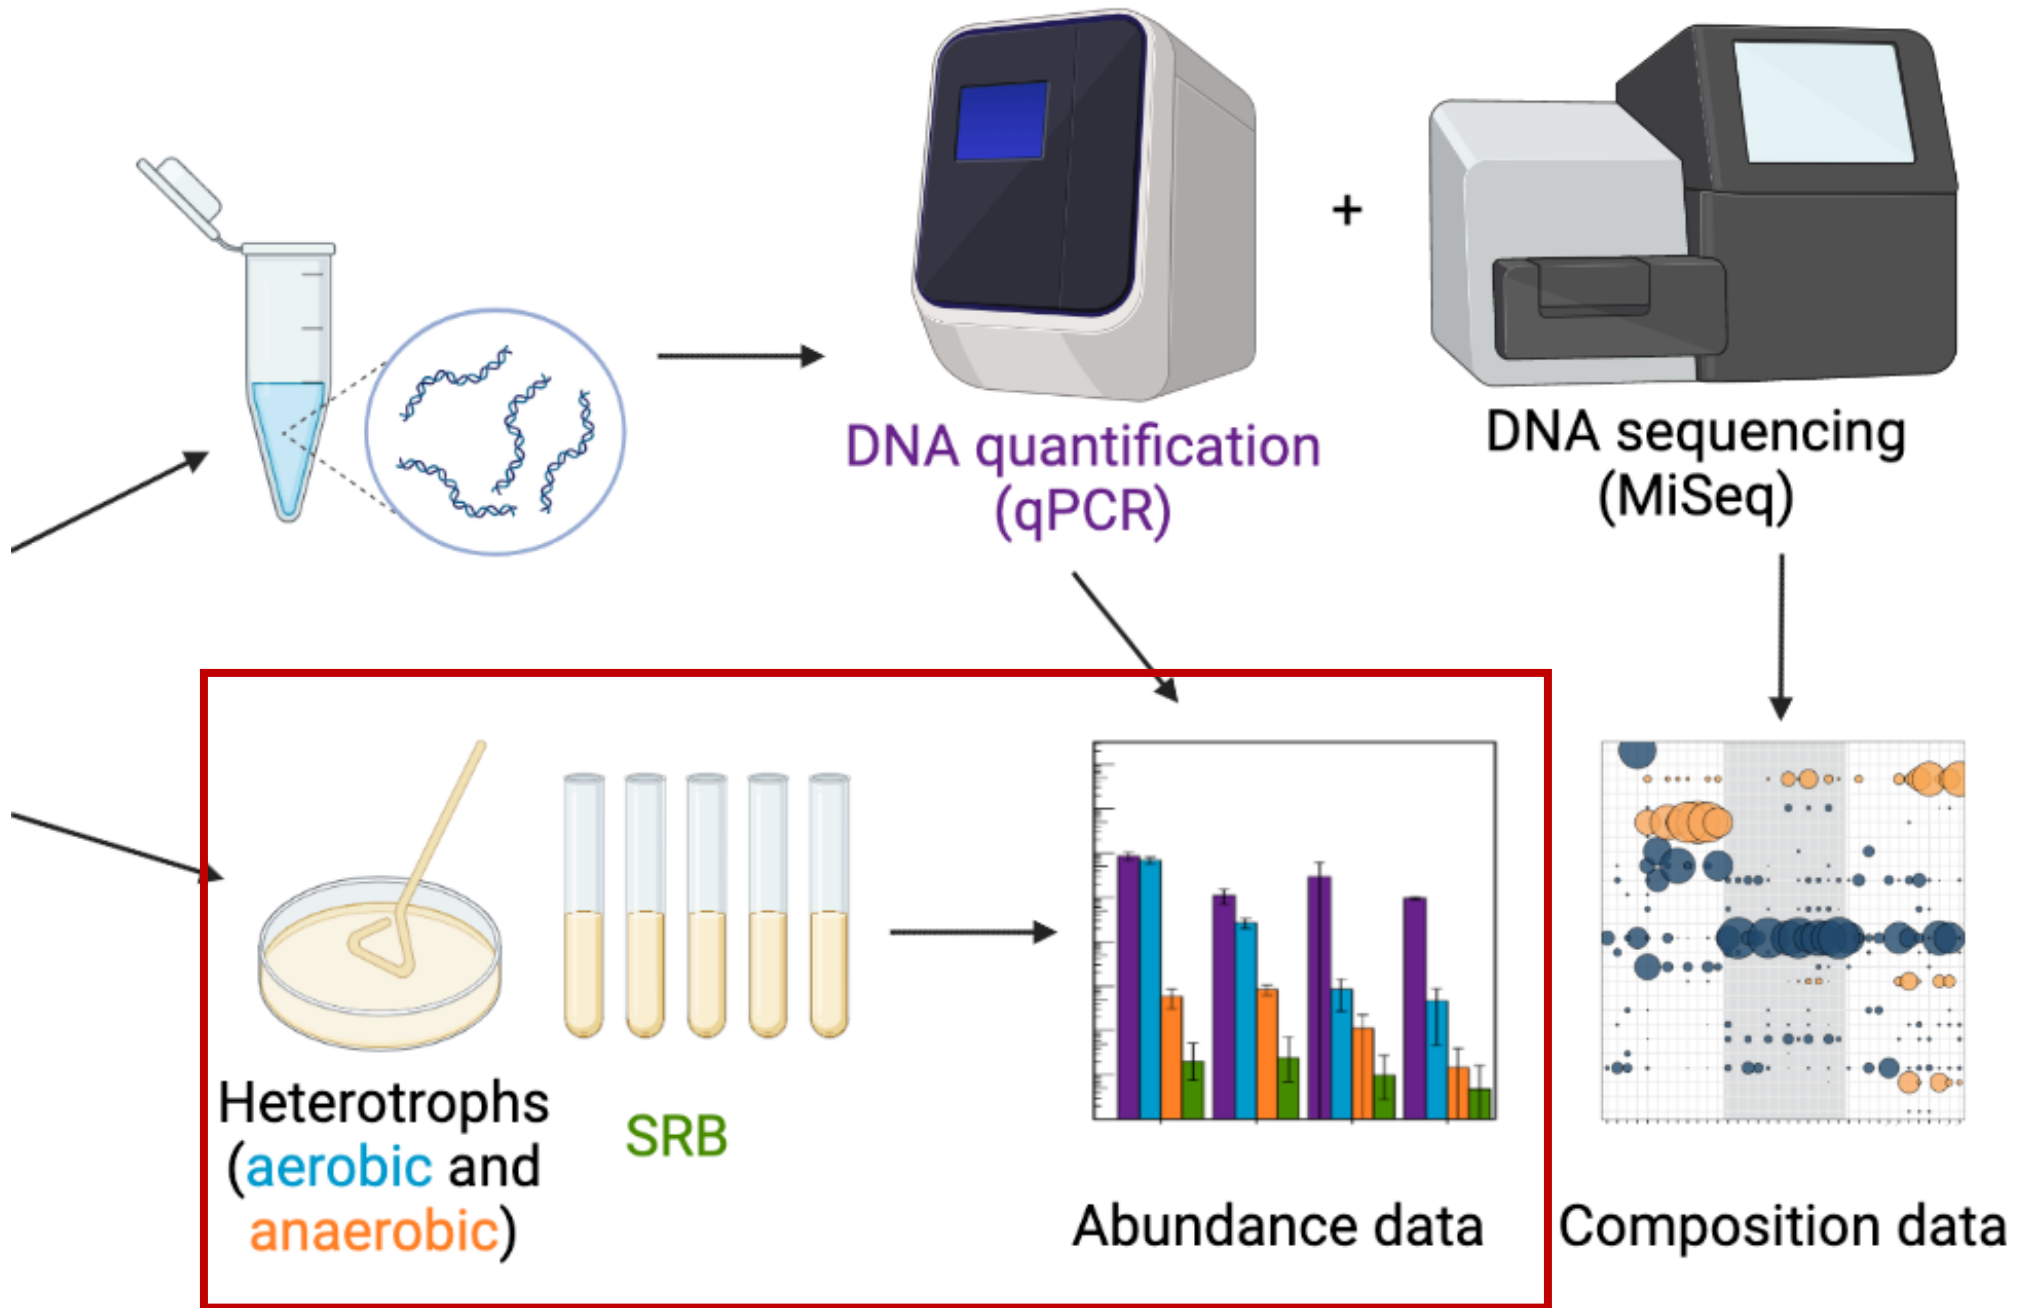 +
DNA quantification
(qPCR)
DNA sequencing
(MiSeq)
Heterotrophs
(aerobic and
anaerobic)
SRB
Abundance data
Composition data